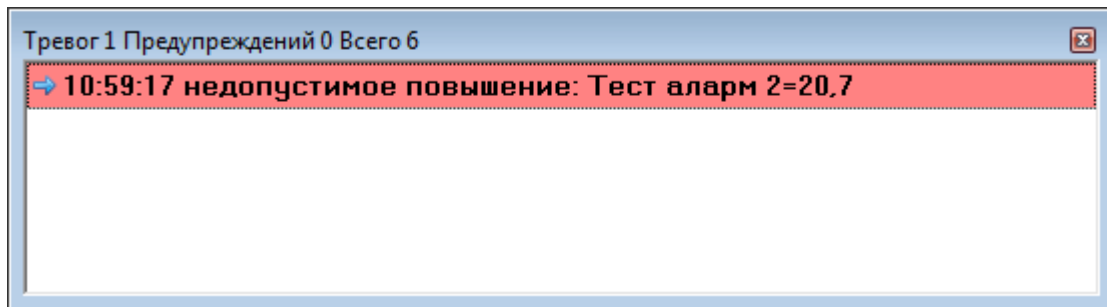 Тревог 1 Предупреждений 0 Всего 6
10:59:17 недопустимое повышение: Тест аларм 2=20,7